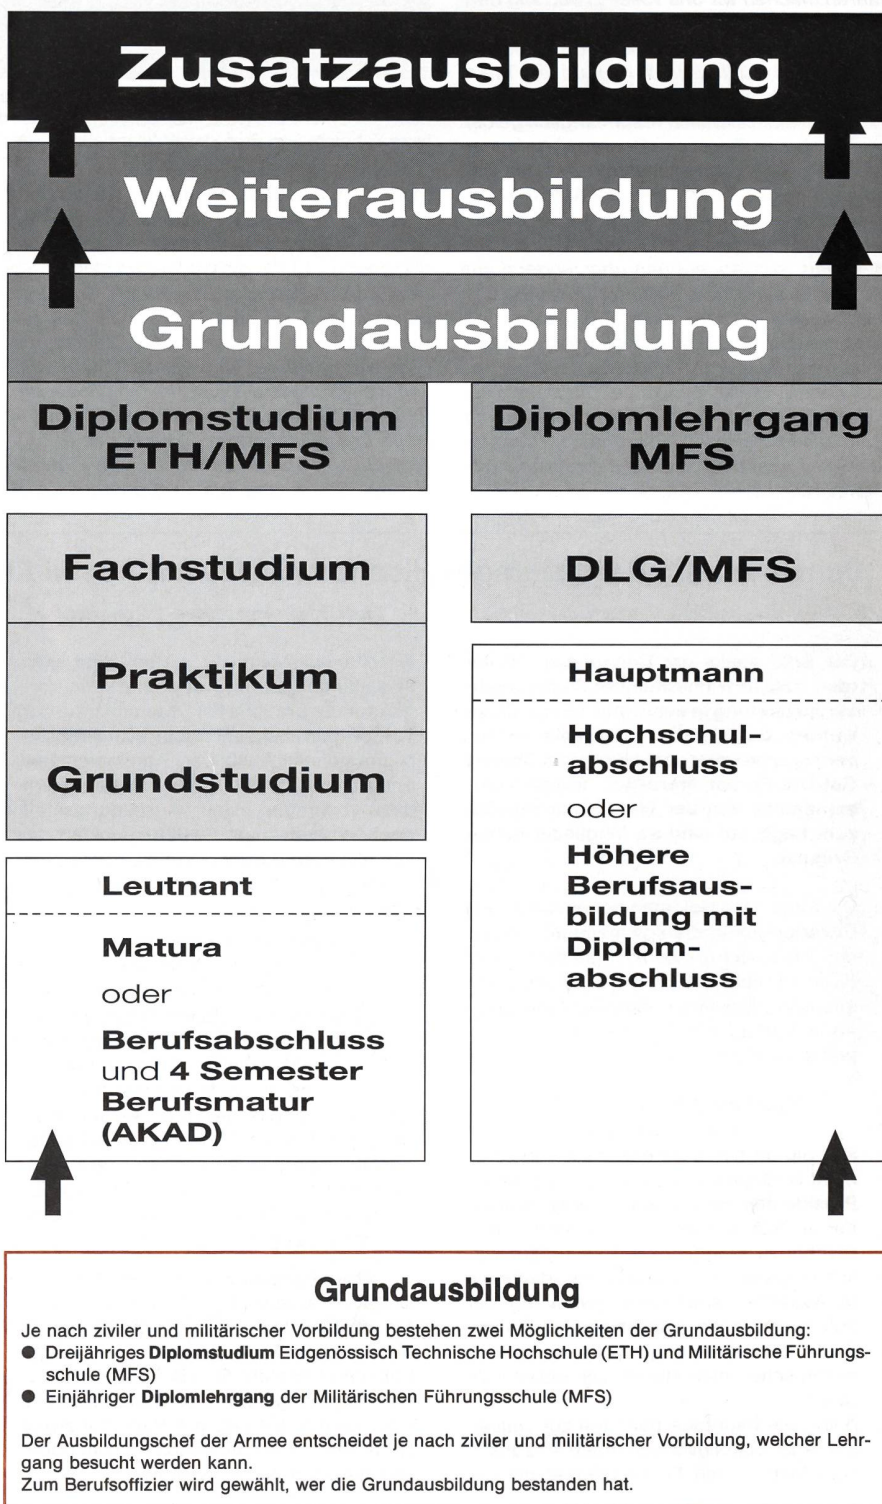 Zusatzausbildung
Weiterausbildung
Grundausbildung
Diplomstudium
ETH/MFS
Fachstudium
Praktikum
Grundstudium
Leutnant
Matura
oder
Berufsabschluss
und 4 Semester
Berufsmatur
(AKAD)
Diplomlehrgang
MFS
DLG/MFS
Hauptmann
Hochschul-
abschluss
oder
Höhere
Berufsaus-
bildung mit
Diplom-
abschluss
Grundausbildung
Je nach ziviler und militärischer Vorbildung bestehen zwei Möglichkeiten der Grundausbildung:
● Dreijähriges Diplomstudium Eidgenössisch Technische Hochschule (ETH) und Militärische Führungs-
schule (MFS)
● Einjähriger Diplomlehrgang der Militärischen Führungsschule (MFS)
Der Ausbildungschef der Armee entscheidet je nach ziviler und militärischer Vorbildung, welcher Lehr-
gang besucht werden kann.
Zum Berufsoffizier wird gewählt, wer die Grundausbildung bestanden hat.